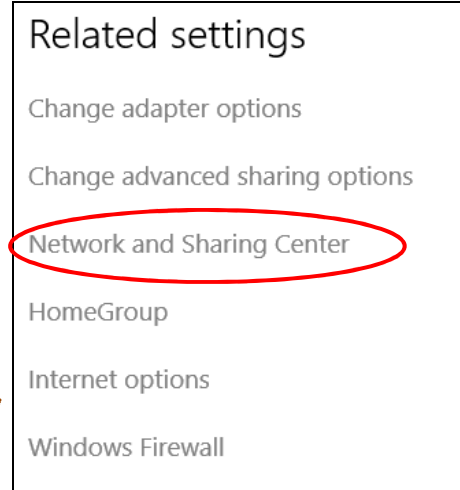 Related settings
Change adapter options
Change advanced sharing options
Network and Sharing Center
HomeGroup
Internet options
Windows Firewall